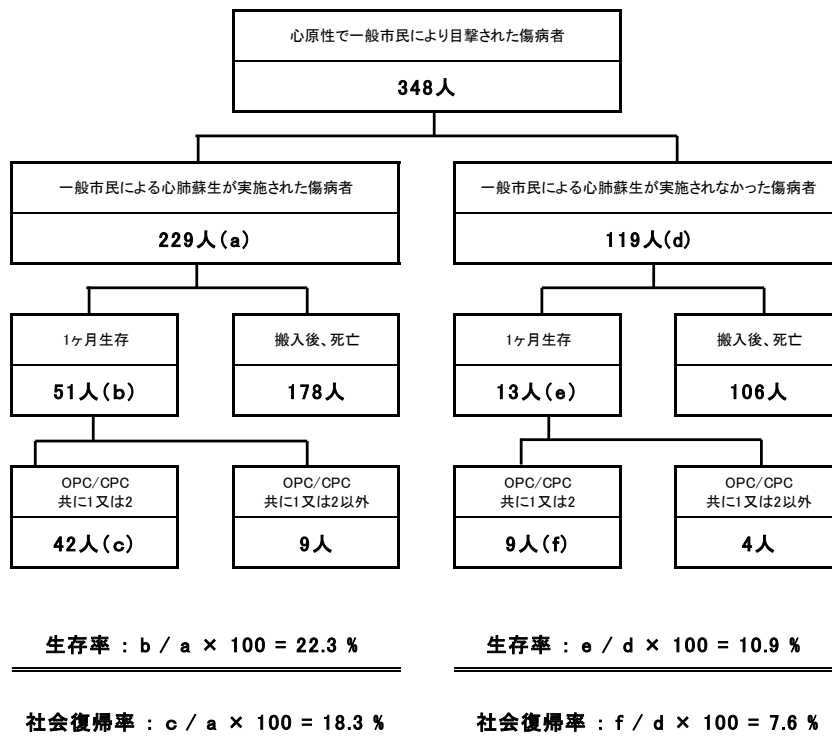 心原性で一般市民により目撃された傷病者
348人
一般市民による心肺蘇生が実施された傷病者
229人(a)
一般市民による心肺蘇生が実施されなかった傷病者
119人(d)
1ヶ月生存
51人(b)
搬入後、死亡
178人
1ヶ月生存
13人(e)
搬入後、死亡
106人
OPC/CPC
共に1又は2
42人(c)
OPC/CPC
共に1又は2以外
9人
OPC/CPC
共に1又は2
9人(f)
OPC/CPC
共に1又は2以外
4人
生存率 : b / a × 100 = 22.3 %
生存率 : e / d × 100 = 10.9 %
社会復帰率 : c / a × 100 = 18.3 %
社会復帰率 : f / d × 100 = 7.6 %